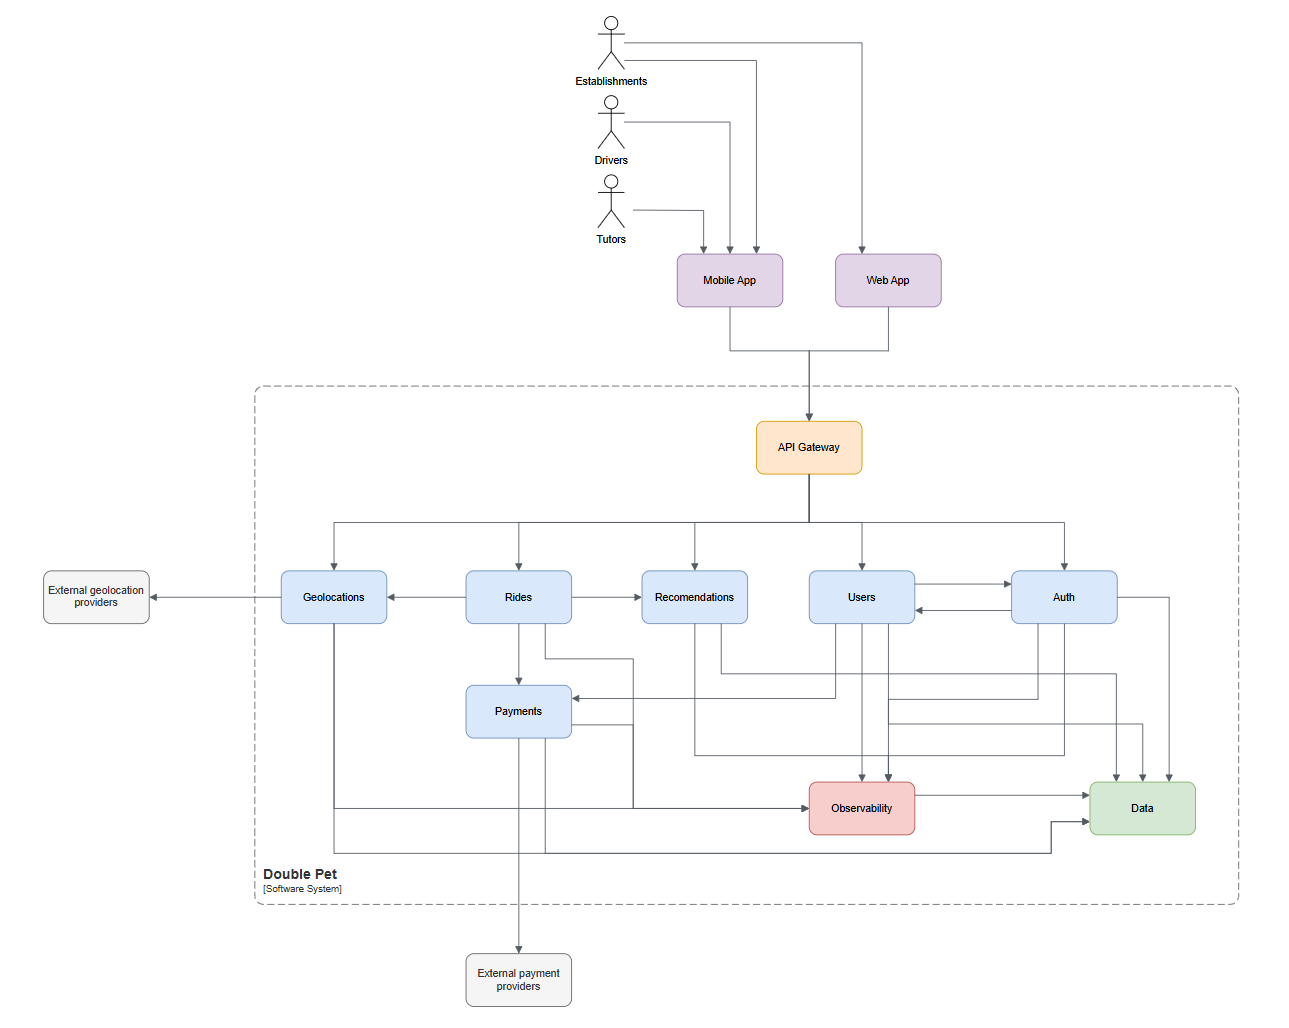 Establishments
Drivers
Tutors
Mobile App
Web App
API Gateway
External geolocation
providers
Geolocations
Rides
Recomendations
Users
Auth
Payments
Observability
Data
Double Pet
[Software System]
External payment
providers